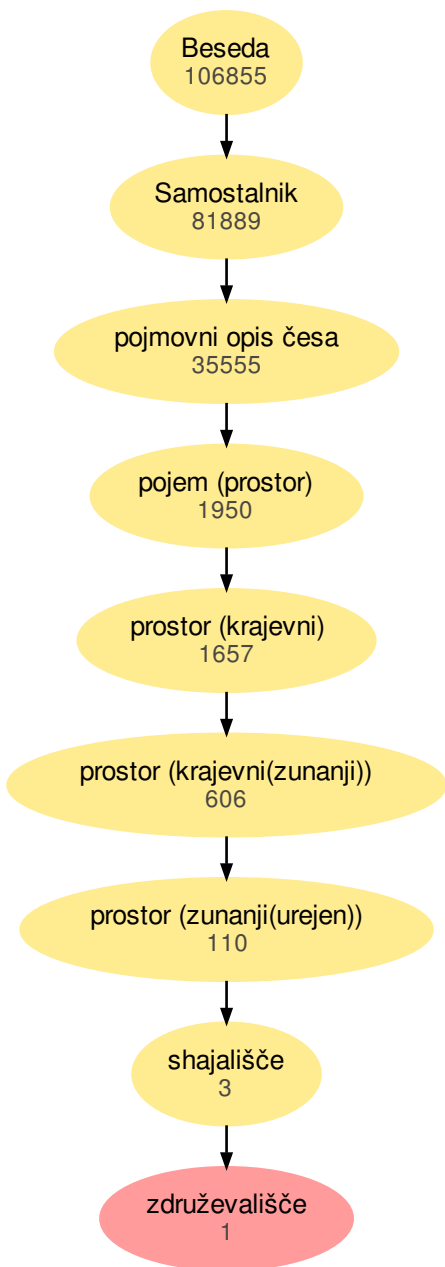 Beseda
106855
Samostalnik
81889
pojmovni opis česa
35555
pojem (prostor)
1950
prostor (krajevni)
1657
prostor (krajevni(zunanji))
606
prostor (zunanji(urejen))
110
shajališče
3
združevališče
1